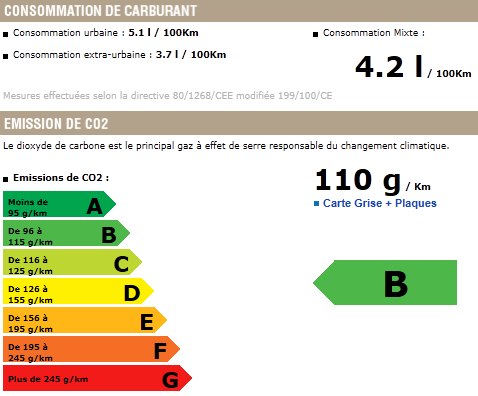 CONSOMMATION DE CARBURANT
Consommation urbaine : 5.1 l / 100Km
Consommation Mixte :
Consommation extra-urbaine : 3.7 l / 100Km
4.2 l / 100Km
Mesures effectuées selon la directive 80/1268/CEE modifiée 199/100/CE
EMISSION DE CO2
Le dioxyde de carbone est le principal gaz à effet de serre responsable du changement climatique.
Emissions de CO2 :
110 g / Km
Carte Grise + Plaques
Moins de
95 g/km
A
De 96 à
115 g/km
B
De 116 à
125 g/km
C
De 126 à
155 g/km
D
De 156 à
195 g/km
E
De 195 à
245 g/km
F
Plus de 245 g/km
G
B